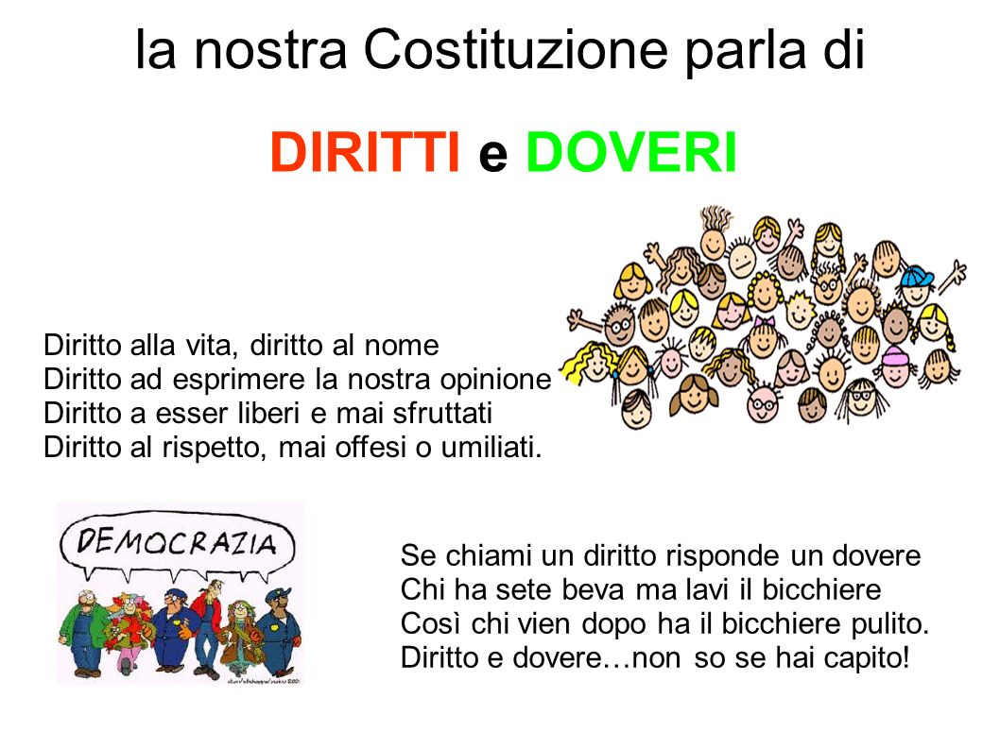 la nostra Costituzione parla di
DIRITTI e DOVERI
Diritto alla vita, diritto al nome
Diritto ad esprimere la nostra opinione
Diritto a esser liberi e mai sfruttati
Diritto al rispetto, mai offesi o umiliati.
DEMOCRAZIA
Se chiami un diritto risponde un dovere
Chi ha sete beva ma lavi il bicchiere
Così chi vien dopo ha il bicchiere pulito.
Diritto e dovere…non so se hai capito!